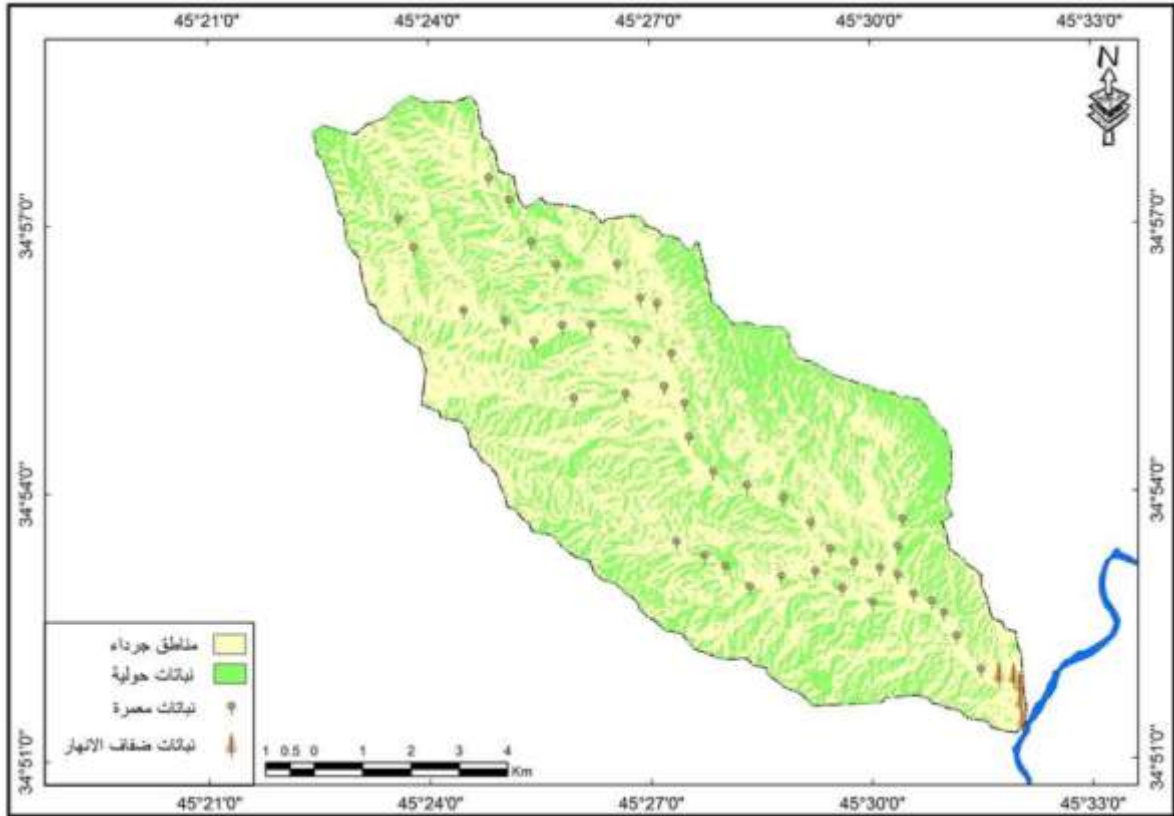 45°21'0" 45°24'0" 45°27'0" 45°30'0" 45°33'0"
N
34°57'0" 34°57'0"
34°54'0" 34°54'0"
34°51'0" 34°51'0"
مناطق جرداء
نباتات حولية
نباتات معمرة
نباتات ضفاف الانهار
1 0.5 0 1 2 3 4
Km
45°21'0" 45°24'0" 45°27'0" 45°30'0" 45°33'0"